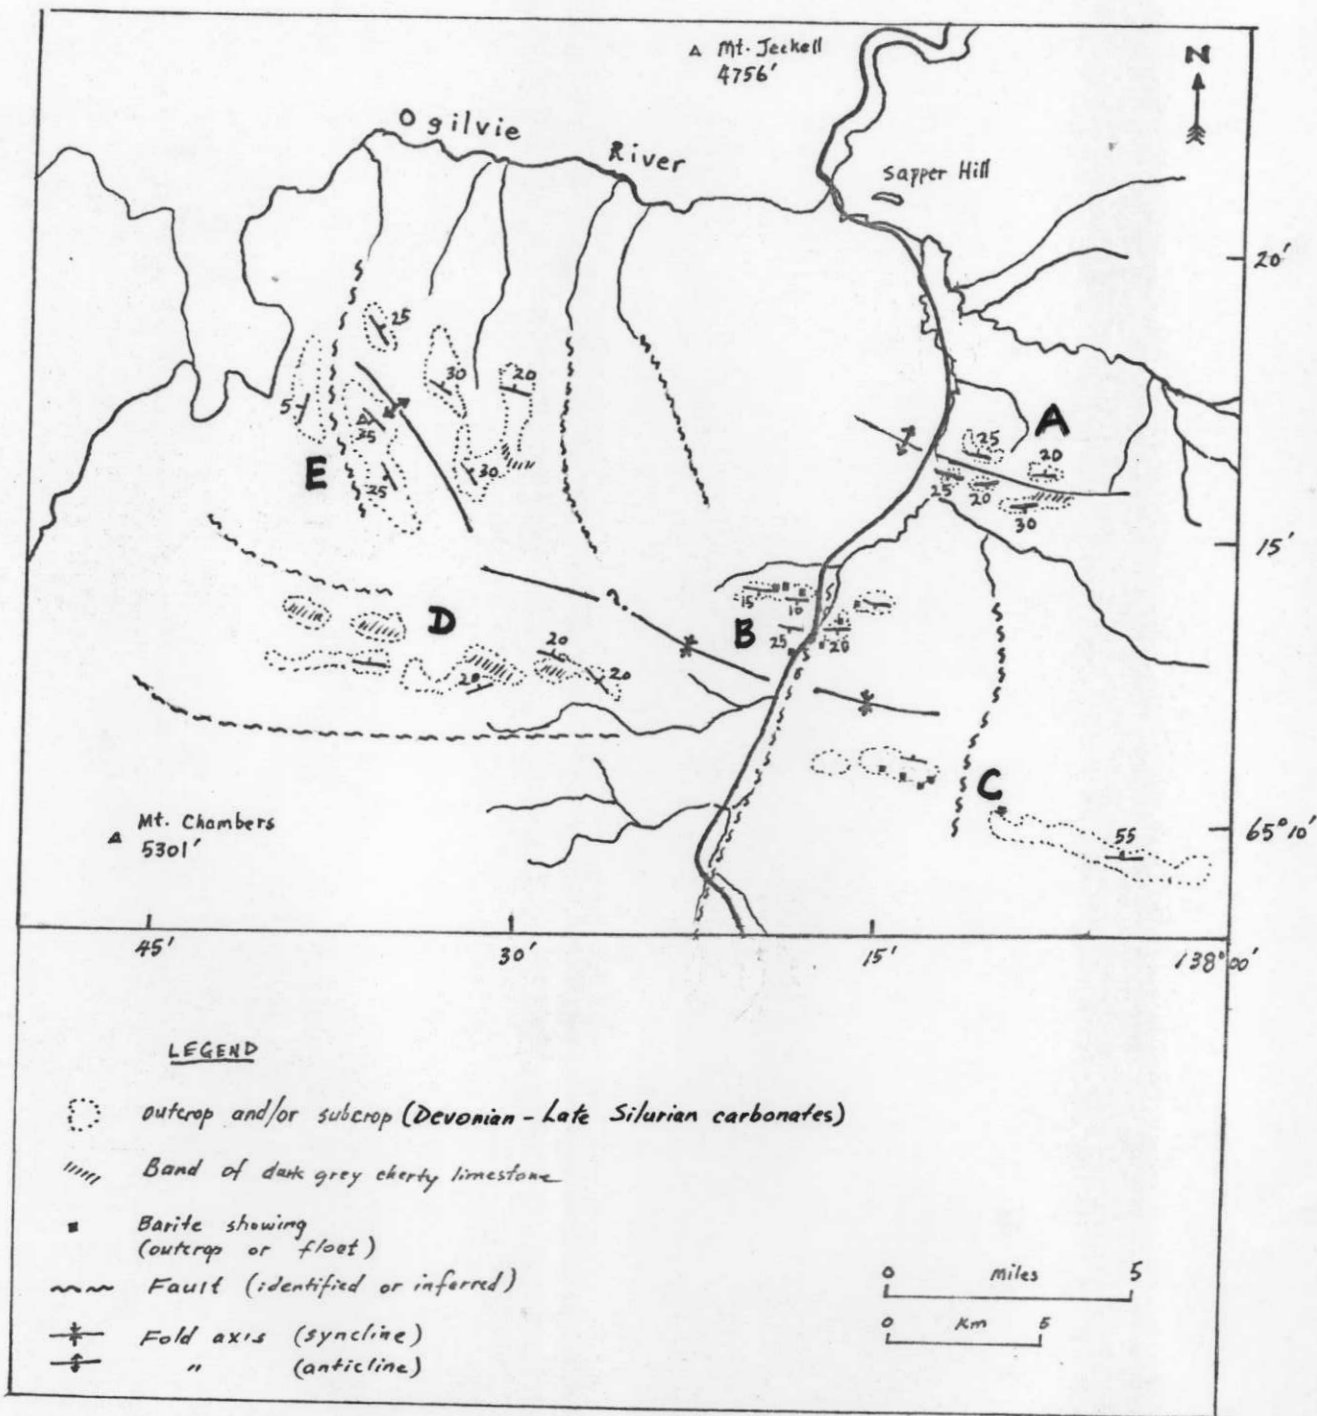 Mt. Jeckell
4756'
N
Ogilvie River
Sapper Hill
20'
25
30
20
5
35
A
25
20
E
30
25
25
20
30
15'
15
10
B
25
20
D
20
20
20
C
Mt. Chambers
5301'
55
65°10'
45'
30'
15'
138°00'
LEGEND
outcrop and/or subcrop (Devonian - Late Silurian carbonates)
Band of dark grey cherty limestone
Barite showing
(outcrop or float)
Fault (identified or inferred)
Fold axis (syncline)
" (anticline)
0 miles 5
0 Km 5
?